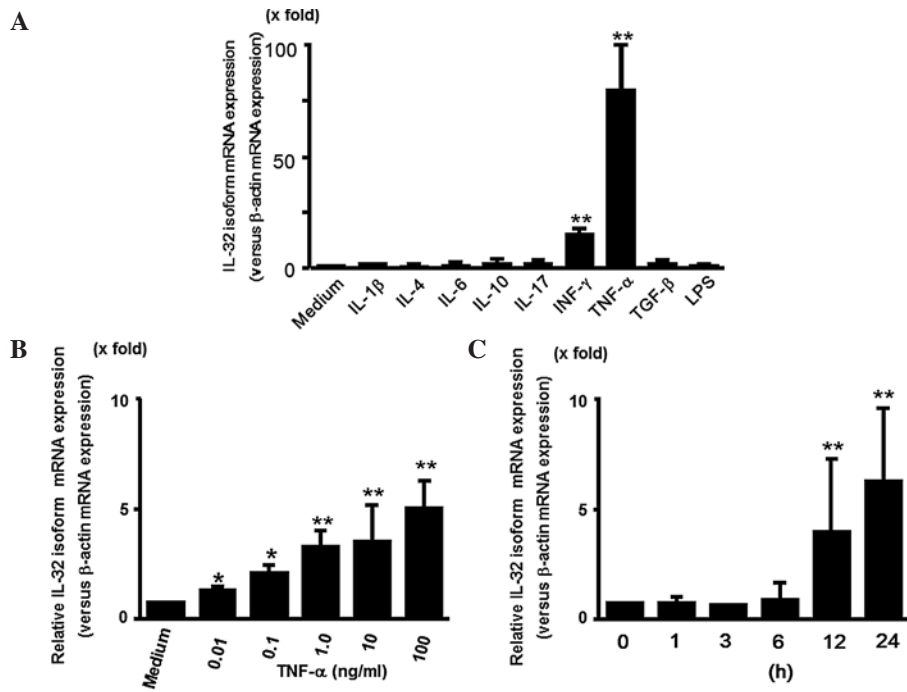 A
(x fold)
IL-32 isoform mRNA expression
(versus β-actin mRNA expression)
100
50
0
**
**
Medium
IL-1β
IL-4
IL-6
IL-10
IL-17
INF-γ
TNF-α
TGF-β
LPS
B
(x fold)
Relative IL-32 isoform mRNA expression
(versus β-actin mRNA expression)
10
5
0
*
*
**
**
**
Medium
0.01
0.1
1.0
10
100
TNF-α (ng/ml)
C
(x fold)
Relative IL-32 isoform mRNA expression
(versus β-actin mRNA expression)
10
5
0
**
**
0 1 3 6 12 24
(h)